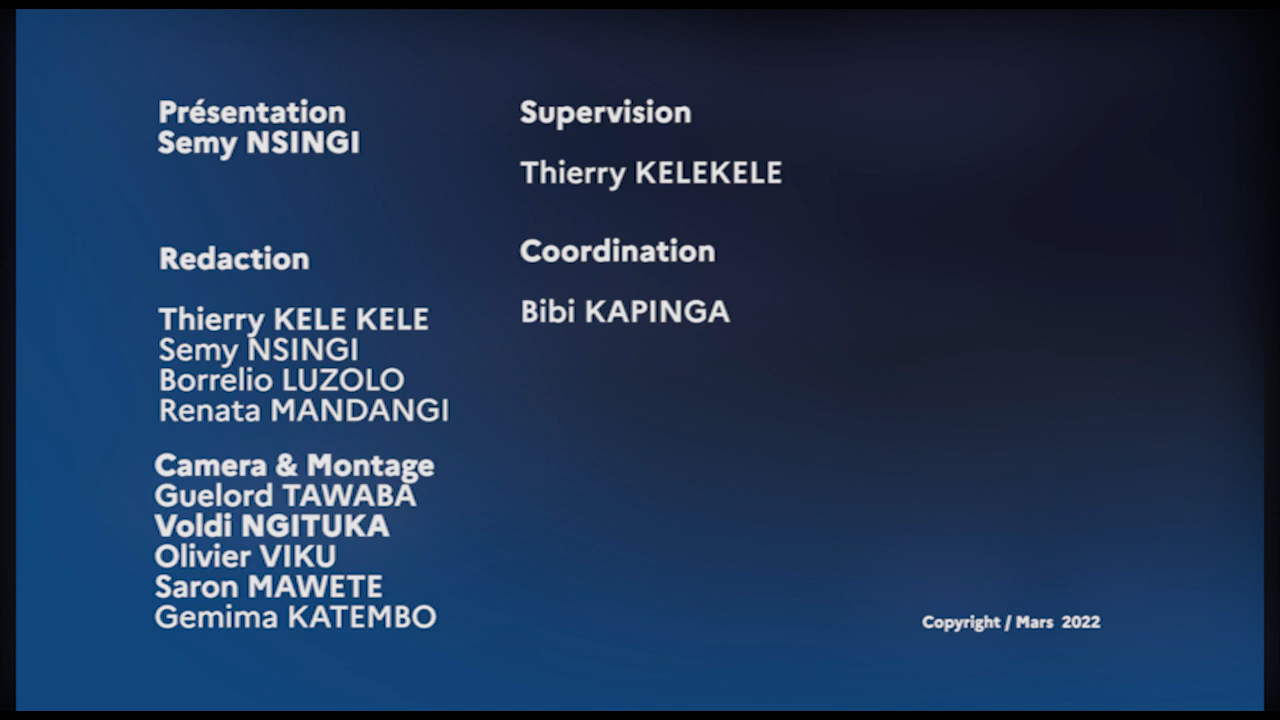 Présentation
Semy NSINGI
Redaction
Thierry KELE KELE
Semy NSINGI
Borrelio LUZOLO
Renata MANDANGI
Camera & Montage
Guelord TAWABA
Voldi NGITUKA
Olivier VIKU
Saron MAWETE
Gemima KATEMBO
Supervision
Thierry KELEKELE
Coordination
Bibi KAPINGA
Copyright / Mars 2022